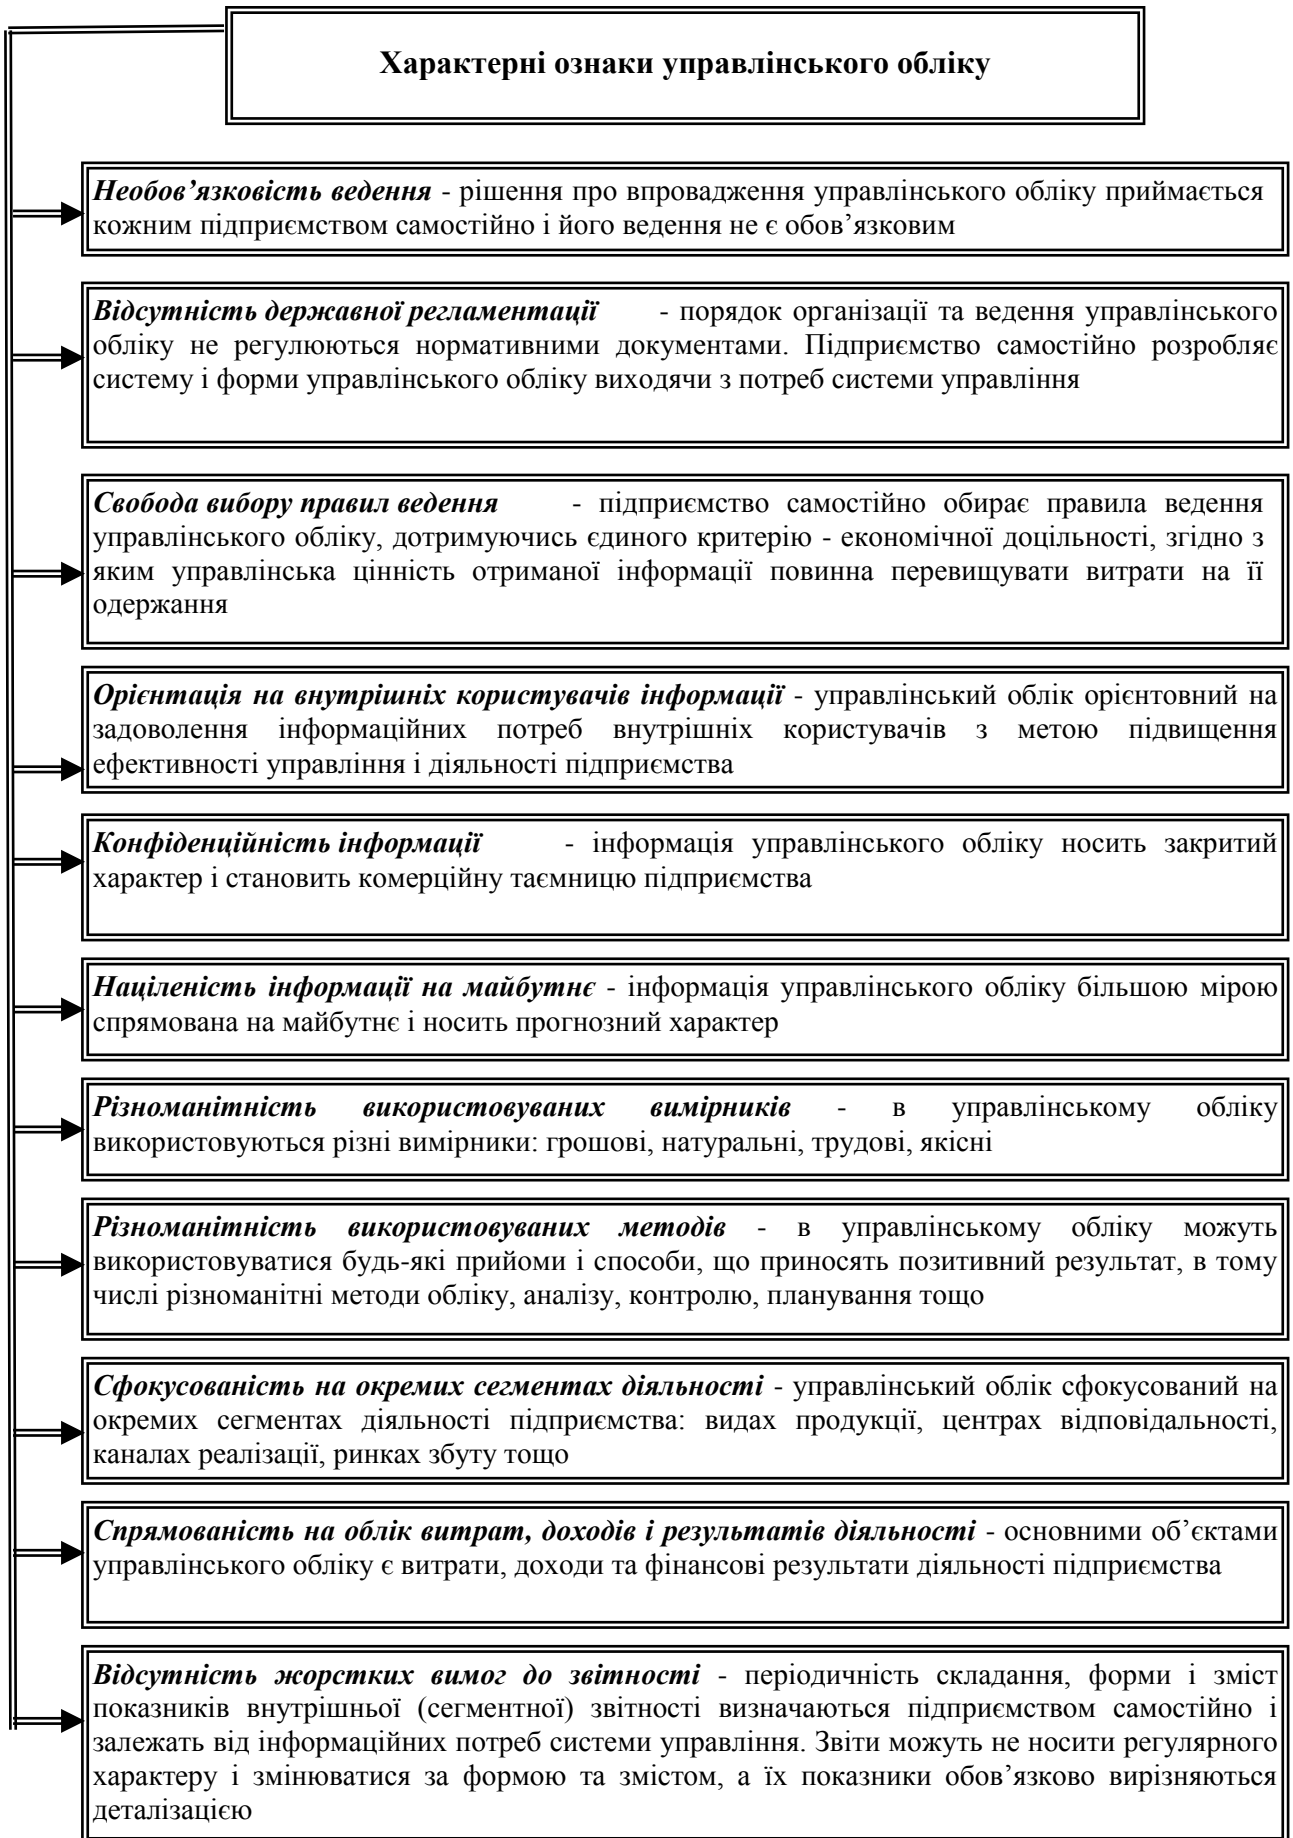 Характерні ознаки управлінського обліку
Необов’язковість ведення - рішення про впровадження управлінського обліку приймається
кожним підприємством самостійно і його ведення не є обов’язковим
Відсутність державної регламентації - порядок організації та ведення управлінського
обліку не регулюються нормативними документами. Підприємство самостійно розробляє
систему і форми управлінського обліку виходячи з потреб системи управління
Свобода вибору правил ведення - підприємство самостійно обирає правила ведення
управлінського обліку, дотримуючись єдиного критерію - економічної доцільності, згідно з
яким управлінська цінність отриманої інформації повинна перевищувати витрати на її
одержання
Орієнтація на внутрішніх користувачів інформації - управлінський облік орієнтовний на
задоволення інформаційних потреб внутрішніх користувачів з метою підвищення
ефективності управління і діяльності підприємства
Конфіденційність інформації - інформація управлінського обліку носить закритий
характер і становить комерційну таємницю підприємства
Націленість інформації на майбутнє - інформація управлінського обліку більшою мірою
спрямована на майбутнє і носить прогнозний характер
Різноманітність використовуваних вимірників - в управлінському обліку
використовуються різні вимірники: грошові, натуральні, трудові, якісні
Різноманітність використовуваних методів - в управлінському обліку можуть
використовуватися будь-які прийоми і способи, що приносять позитивний результат, в тому
числі різноманітні методи обліку, аналізу, контролю, планування тощо
Сфокусованість на окремих сегментах діяльності - управлінський облік сфокусований на
окремих сегментах діяльності підприємства: видах продукції, центрах відповідальності,
каналах реалізації, ринках збуту тощо
Спрямованість на облік витрат, доходів і результатів діяльності - основними об’єктами
управлінського обліку є витрати, доходи та фінансові результати діяльності підприємства
Відсутність жорстких вимог до звітності - періодичність складання, форми і зміст
показників внутрішньої (сегментної) звітності визначаються підприємством самостійно і
залежать від інформаційних потреб системи управління. Звіти можуть не носити регулярного
характеру і змінюватися за формою та змістом, а їх показники обов’язково вирізняються
деталізацією